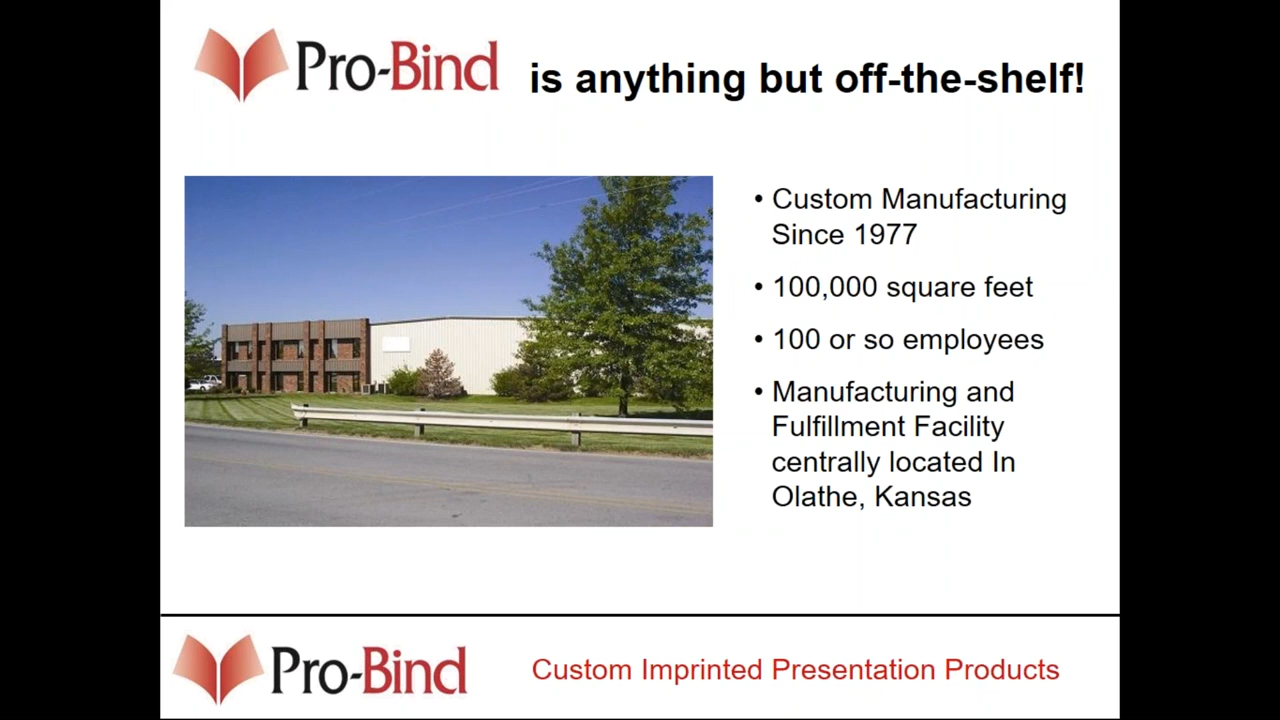 Pro-Bind is anything but off-the-shelf!
• Custom Manufacturing
Since 1977
• 100,000 square feet
• 100 or so employees
• Manufacturing and
Fulfillment Facility
centrally located In
Olathe, Kansas
Pro-Bind Custom Imprinted Presentation Products